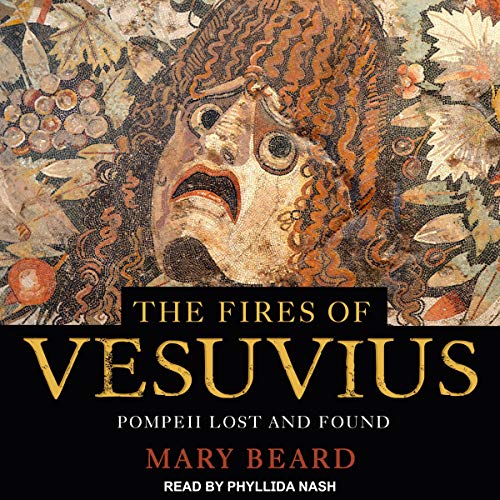 THE FIRES OF
VESUVIUS
POMPEII LOST AND FOUND
MARY BEARD
READ BY PHYLLIDA NASH